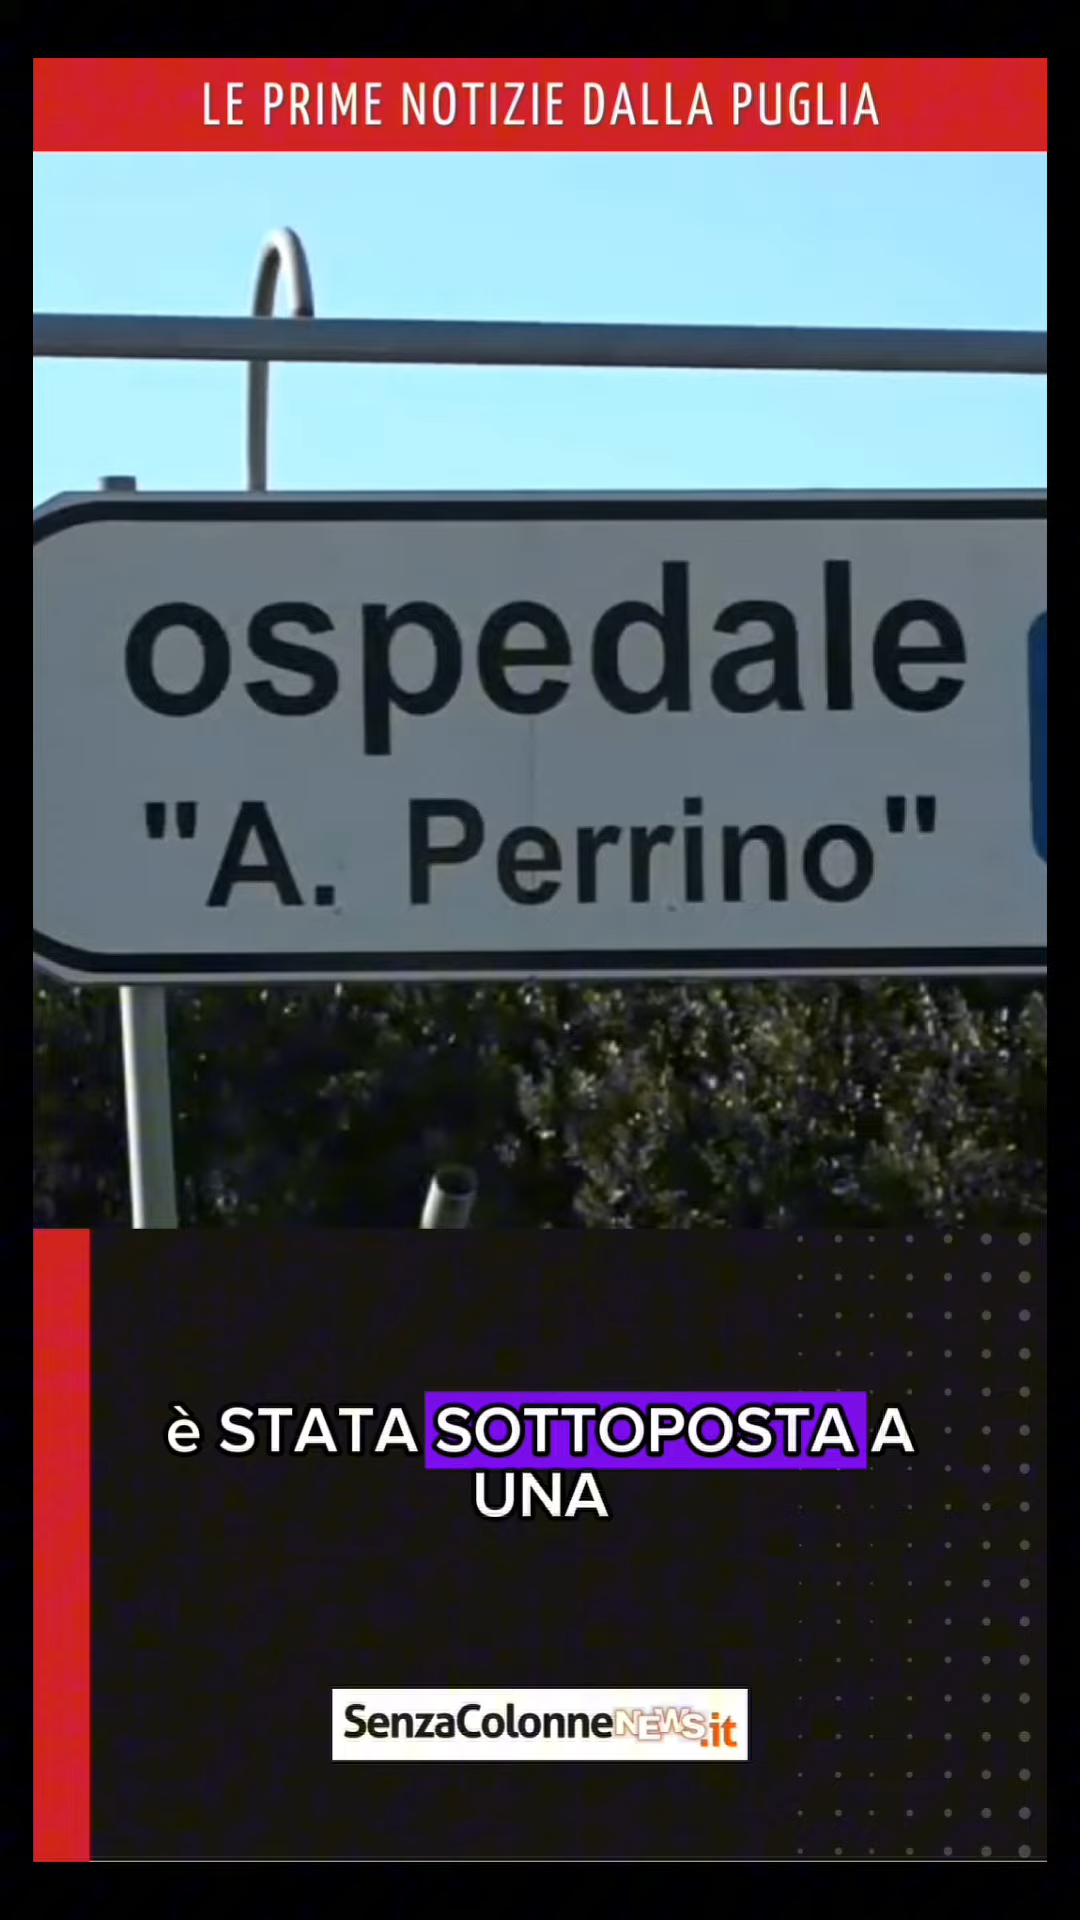 LE PRIME NOTIZIE DALLA PUGLIA
ospedale
"A. Perrino"
è STATA SOTTOPOSTA A
UNA
SenzaColonneNEWS.it